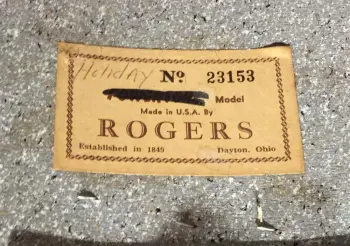 Holiday No 23153
Model
Made in U.S.A. By
ROGERS
Established in 1849 Dayton, Ohio